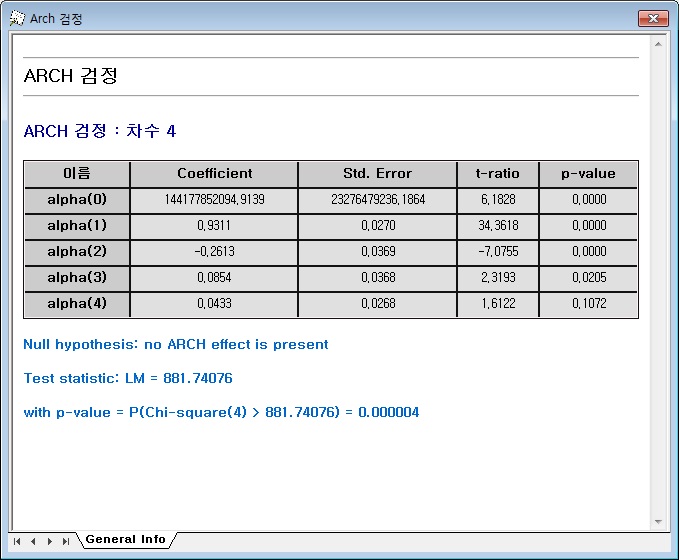 Arch 검정
ARCH 검정
ARCH 검정 : 차수 4
이름 Coefficient Std. Error t-ratio p-value
alpha(0) 144177852094,9139 23276479236,1864 6,1828 0,0000
alpha(1) 0,9311 0,0270 34,3618 0,0000
alpha(2) -0,2613 0,0369 -7,0755 0,0000
alpha(3) 0,0854 0,0368 2,3193 0,0205
alpha(4) 0,0433 0,0268 1,6122 0,1072
Null hypothesis: no ARCH effect is present
Test statistic: LM = 881.74076
with p-value = P(Chi-square(4) > 881.74076) = 0.000004
General Info